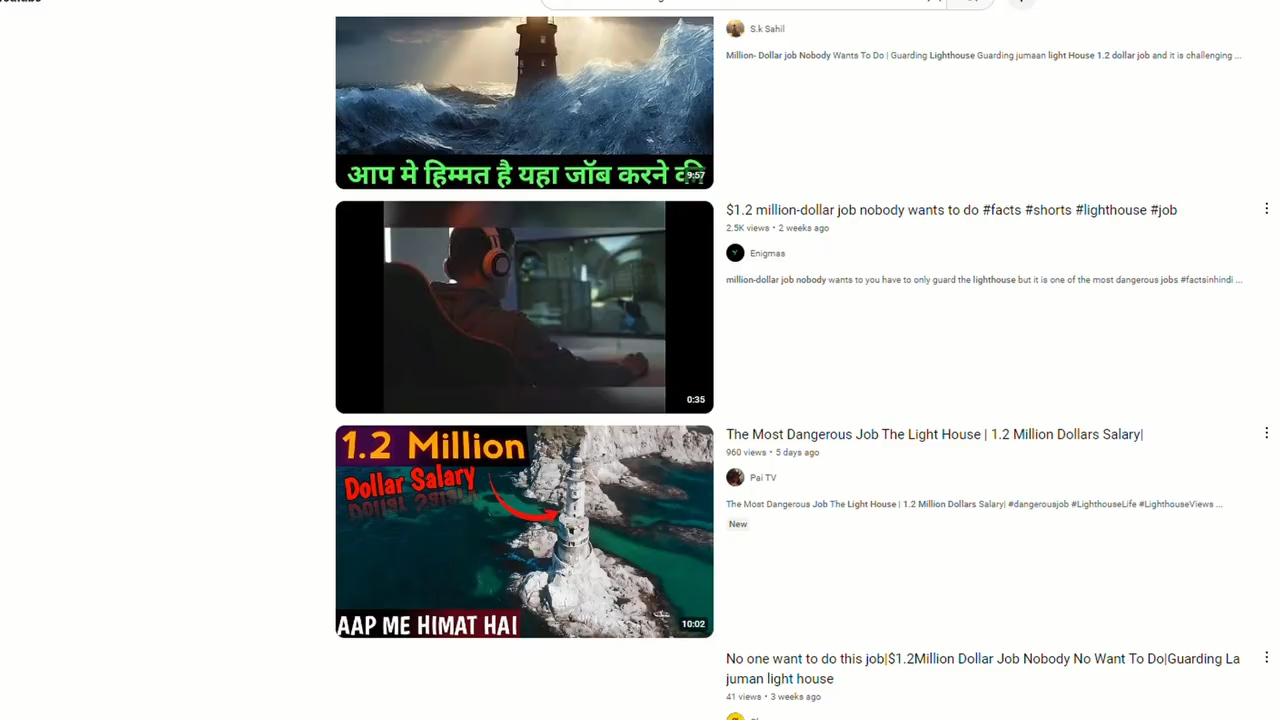 S.k Sahil
Million- Dollar job Nobody Wants To Do | Guarding Lighthouse Guarding jumaan light House 1.2 dollar job and it is challenging ...
आप मे हिम्मत है यहा जॉब करने की
9:57
$1.2 million-dollar job nobody wants to do #facts #shorts #lighthouse #job
2.5K views • 2 weeks ago
Enigmas
million-dollar job nobody wants to you have to only guard the lighthouse but it is one of the most dangerous jobs #factsinhindi ...
0:35
1.2 Million
Dollar Salary
AAP ME HIMAT HAI
10:02
The Most Dangerous Job The Light House | 1.2 Million Dollars Salary|
960 views • 5 days ago
Pai TV
The Most Dangerous Job The Light House | 1.2 Million Dollars Salary| #dangerousjob #LighthouseLife #LighthouseViews ...
New
No one want to do this job|$1.2Million Dollar Job Nobody No Want To Do|Guarding La
juman light house
41 views • 3 weeks ago